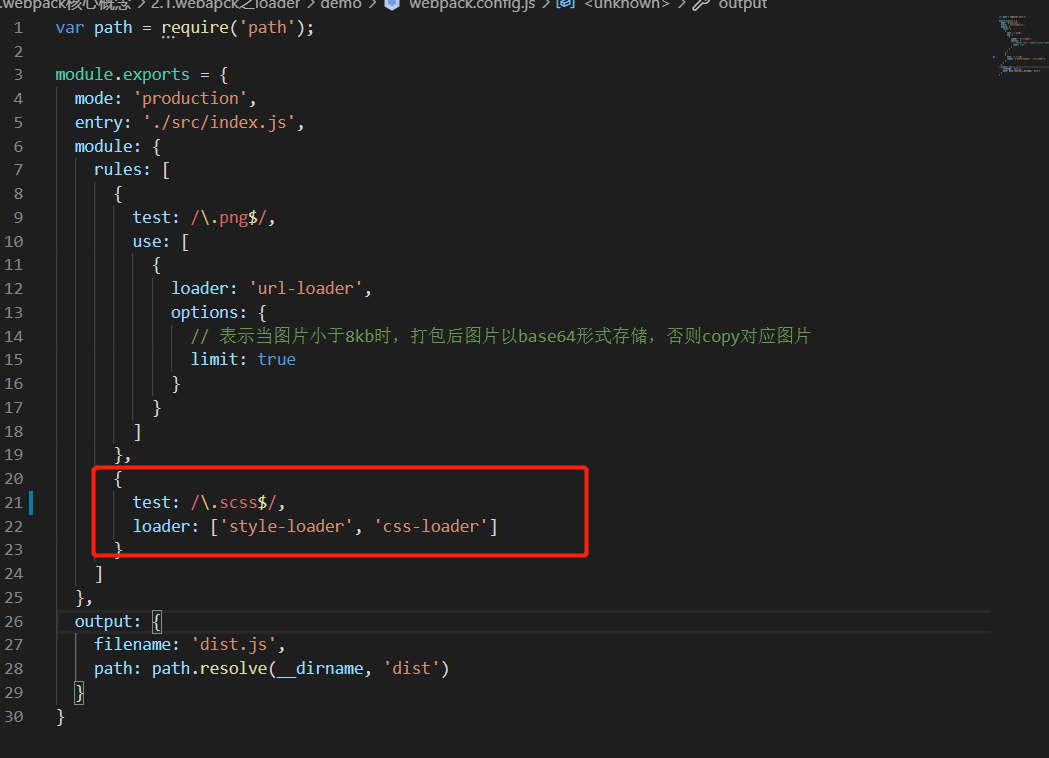 .webpack核心概念 > 2.1.webapck之loader > demo > webpack.config.js > <unknown> > output
1 var path = require('path');
2
3 module.exports = {
4 mode: 'production',
5 entry: './src/index.js',
6 module: {
7 rules: [
8 {
9 test: /\.png$/,
10 use: [
11 {
12 loader: 'url-loader',
13 options: {
14 // 表示当图片小于8kb时，打包后图片以base64形式存储，否则copy对应图片
15 limit: true
16 }
17 }
18 ]
19 },
20 {
21 test: /\.scss$/,
22 loader: ['style-loader', 'css-loader']
23 }
24 ]
25 },
26 output: {
27 filename: 'dist.js',
28 path: path.resolve(__dirname, 'dist')
29 }
30 }